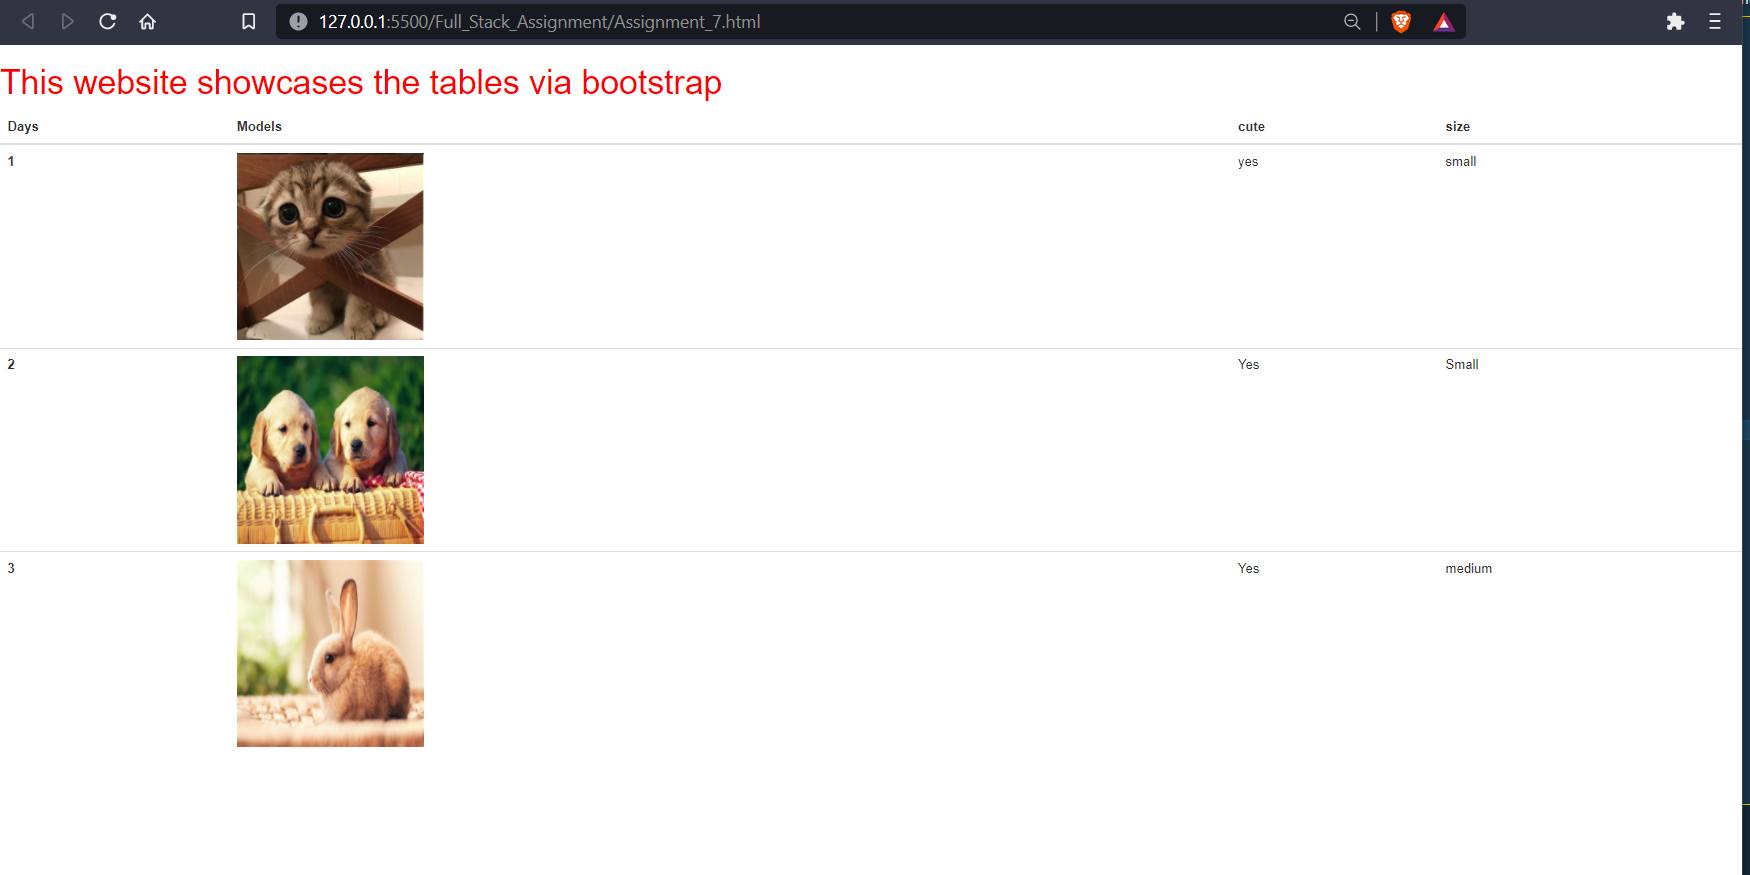 127.0.0.1:5500/Full_Stack_Assignment/Assignment_7.html
This website showcases the tables via bootstrap
Days Models cute size
1 yes small
2 Yes Small
3 Yes medium